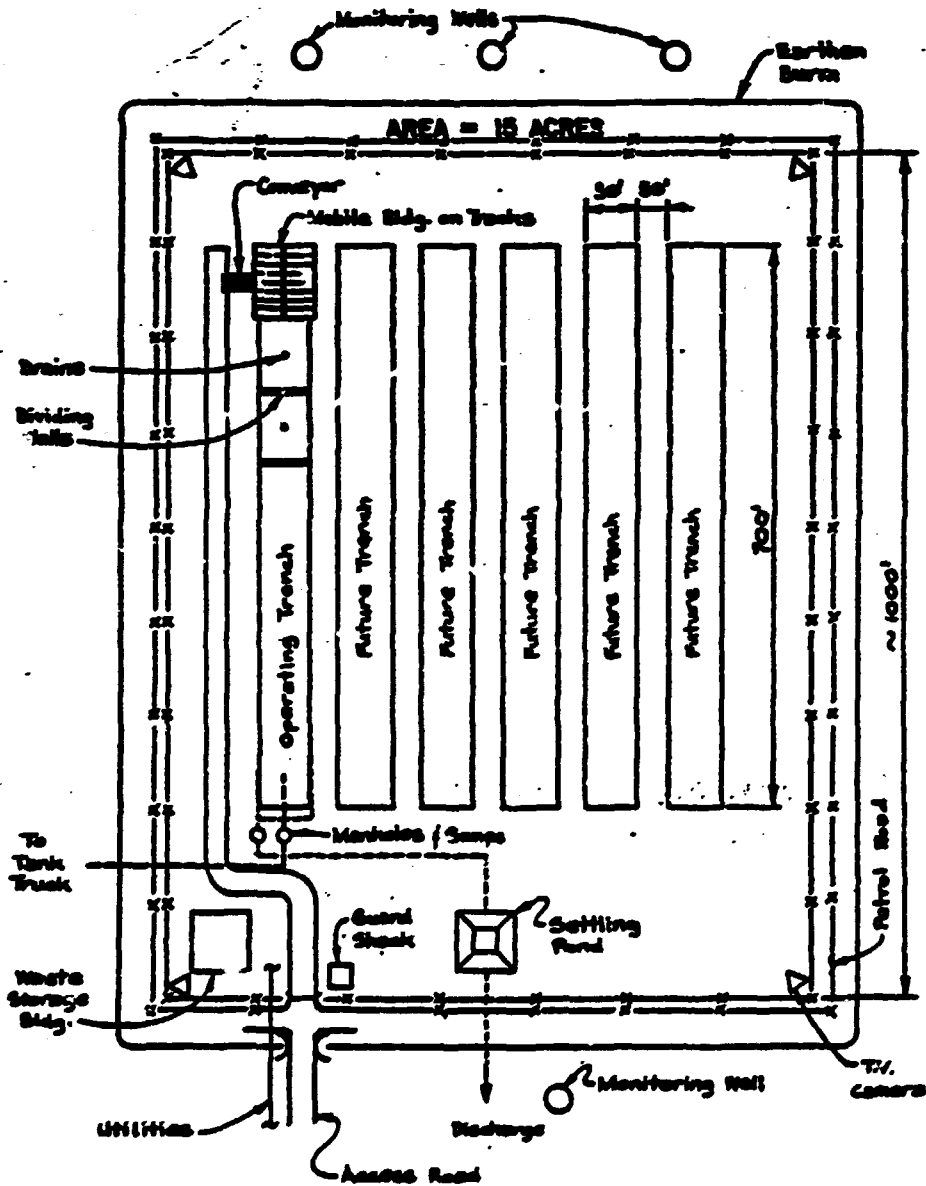 Monitoring Wells
Earthen
Berm
AREA = 15 ACRES
Conveyor
Mobile Bldg. on Tracks
50'
Drains
Dividing
Walls
Operating Trench
Future Trench
Future Trench
Future Trench
Future Trench
Future Trench
700'
~1000'
To
Tank
Truck
Manholes & Sumps
Patrol Road
Guard
Shack
Settling
Pond
Waste
Storage
Bldg.
T.V.
Camera
Monitoring Well
Utilities
Discharge
Access Road